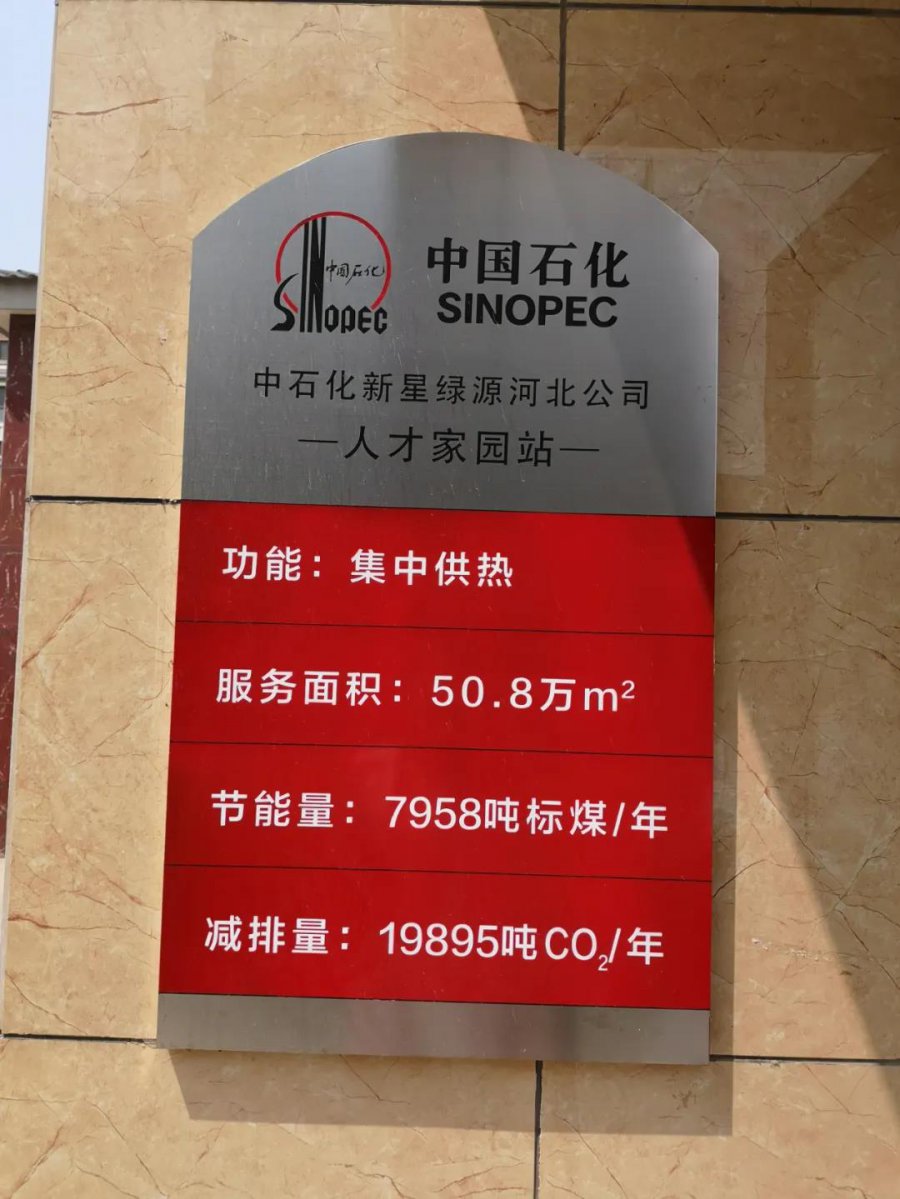 中国石化
SINOPEC
中国石化
SINOPEC
中石化新星绿源河北公司
—人才家园站—
功能：集中供热
服务面积：50.8万m²
节能量：7958吨标煤/年
减排量：19895吨CO₂/年